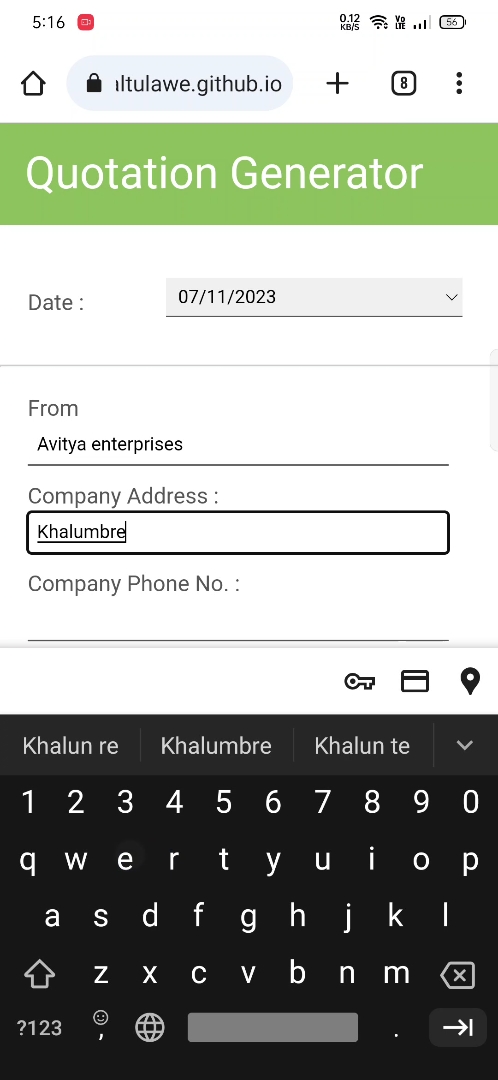 5:16 0.12 KB/S Vo LTE 56
ltulawe.github.io 8
Quotation Generator
Date : 07/11/2023
From
Avitya enterprises
Company Address :
Khalumbre
Company Phone No. :
Khalun re Khalumbre Khalun te
1 2 3 4 5 6 7 8 9 0
q w e r t y u i o p
a s d f g h j k l
z x c v b n m
?123 , .